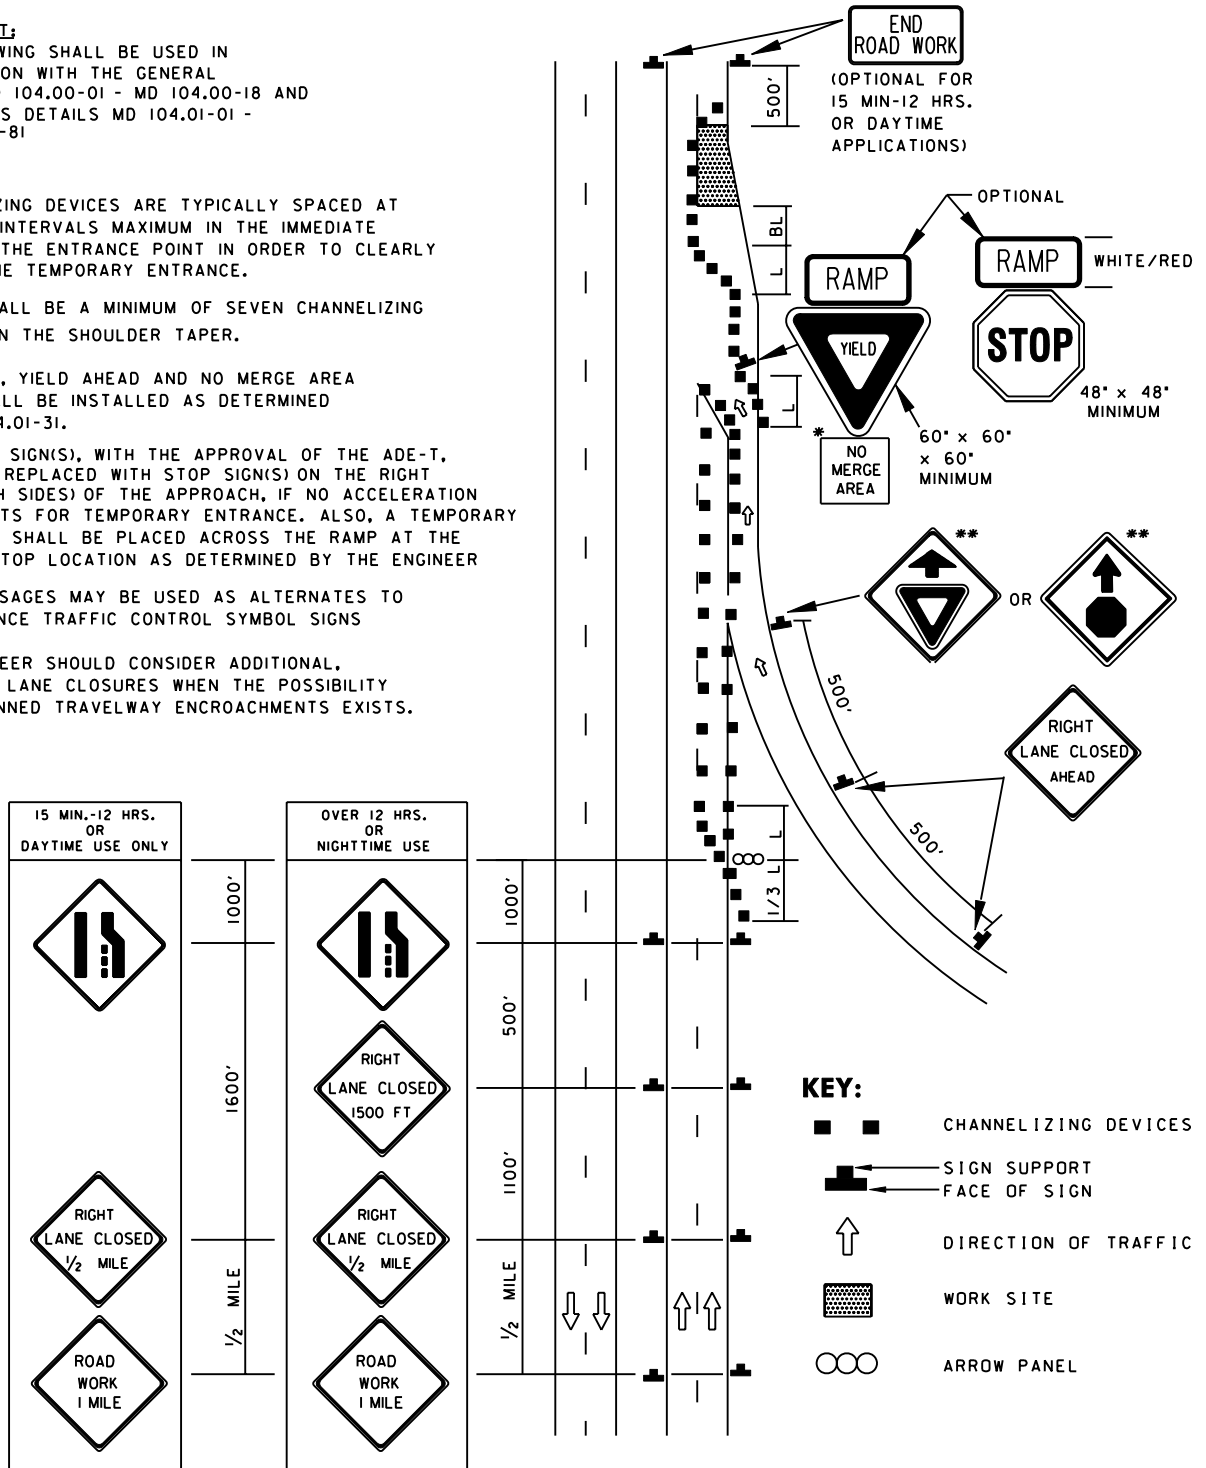 T:
WING SHALL BE USED IN
ON WITH THE GENERAL
104.00-01 - MD 104.00-18 AND
S DETAILS MD 104.01-01 -
-81
ZING DEVICES ARE TYPICALLY SPACED AT
INTERVALS MAXIMUM IN THE IMMEDIATE
THE ENTRANCE POINT IN ORDER TO CLEARLY
NE TEMPORARY ENTRANCE.
ALL BE A MINIMUM OF SEVEN CHANNELIZING
N THE SHOULDER TAPER.
, YIELD AHEAD AND NO MERGE AREA
LL BE INSTALLED AS DETERMINED
4.01-31.
SIGN(S), WITH THE APPROVAL OF THE ADE-T,
REPLACED WITH STOP SIGN(S) ON THE RIGHT
H SIDES) OF THE APPROACH, IF NO ACCELERATION
TS FOR TEMPORARY ENTRANCE. ALSO, A TEMPORARY
SHALL BE PLACED ACROSS THE RAMP AT THE
TOP LOCATION AS DETERMINED BY THE ENGINEER
SSAGES MAY BE USED AS ALTERNATES TO
NCE TRAFFIC CONTROL SYMBOL SIGNS
EER SHOULD CONSIDER ADDITIONAL,
LANE CLOSURES WHEN THE POSSIBILITY
NNED TRAVELWAY ENCROACHMENTS EXISTS.
END
ROAD WORK
(OPTIONAL FOR
15 MIN-12 HRS.
OR DAYTIME
APPLICATIONS)
500'
BL
L
OPTIONAL
RAMP
RAMP
WHITE/RED
YIELD
STOP
48" x 48"
MINIMUM
L
*
NO
MERGE
AREA
60" x 60"
x 60"
MINIMUM
**
OR
**
500'
RIGHT
LANE CLOSED
AHEAD
500'
L
1/3 L
15 MIN.-12 HRS.
OR
DAYTIME USE ONLY
OVER 12 HRS.
OR
NIGHTTIME USE
1000'
1000'
1600'
500'
RIGHT
LANE CLOSED
1500 FT
1100'
RIGHT
LANE CLOSED
1/2 MILE
RIGHT
LANE CLOSED
1/2 MILE
1/2 MILE
1/2 MILE
ROAD
WORK
1 MILE
ROAD
WORK
1 MILE
KEY:
CHANNELIZING DEVICES
SIGN SUPPORT
FACE OF SIGN
DIRECTION OF TRAFFIC
WORK SITE
ARROW PANEL